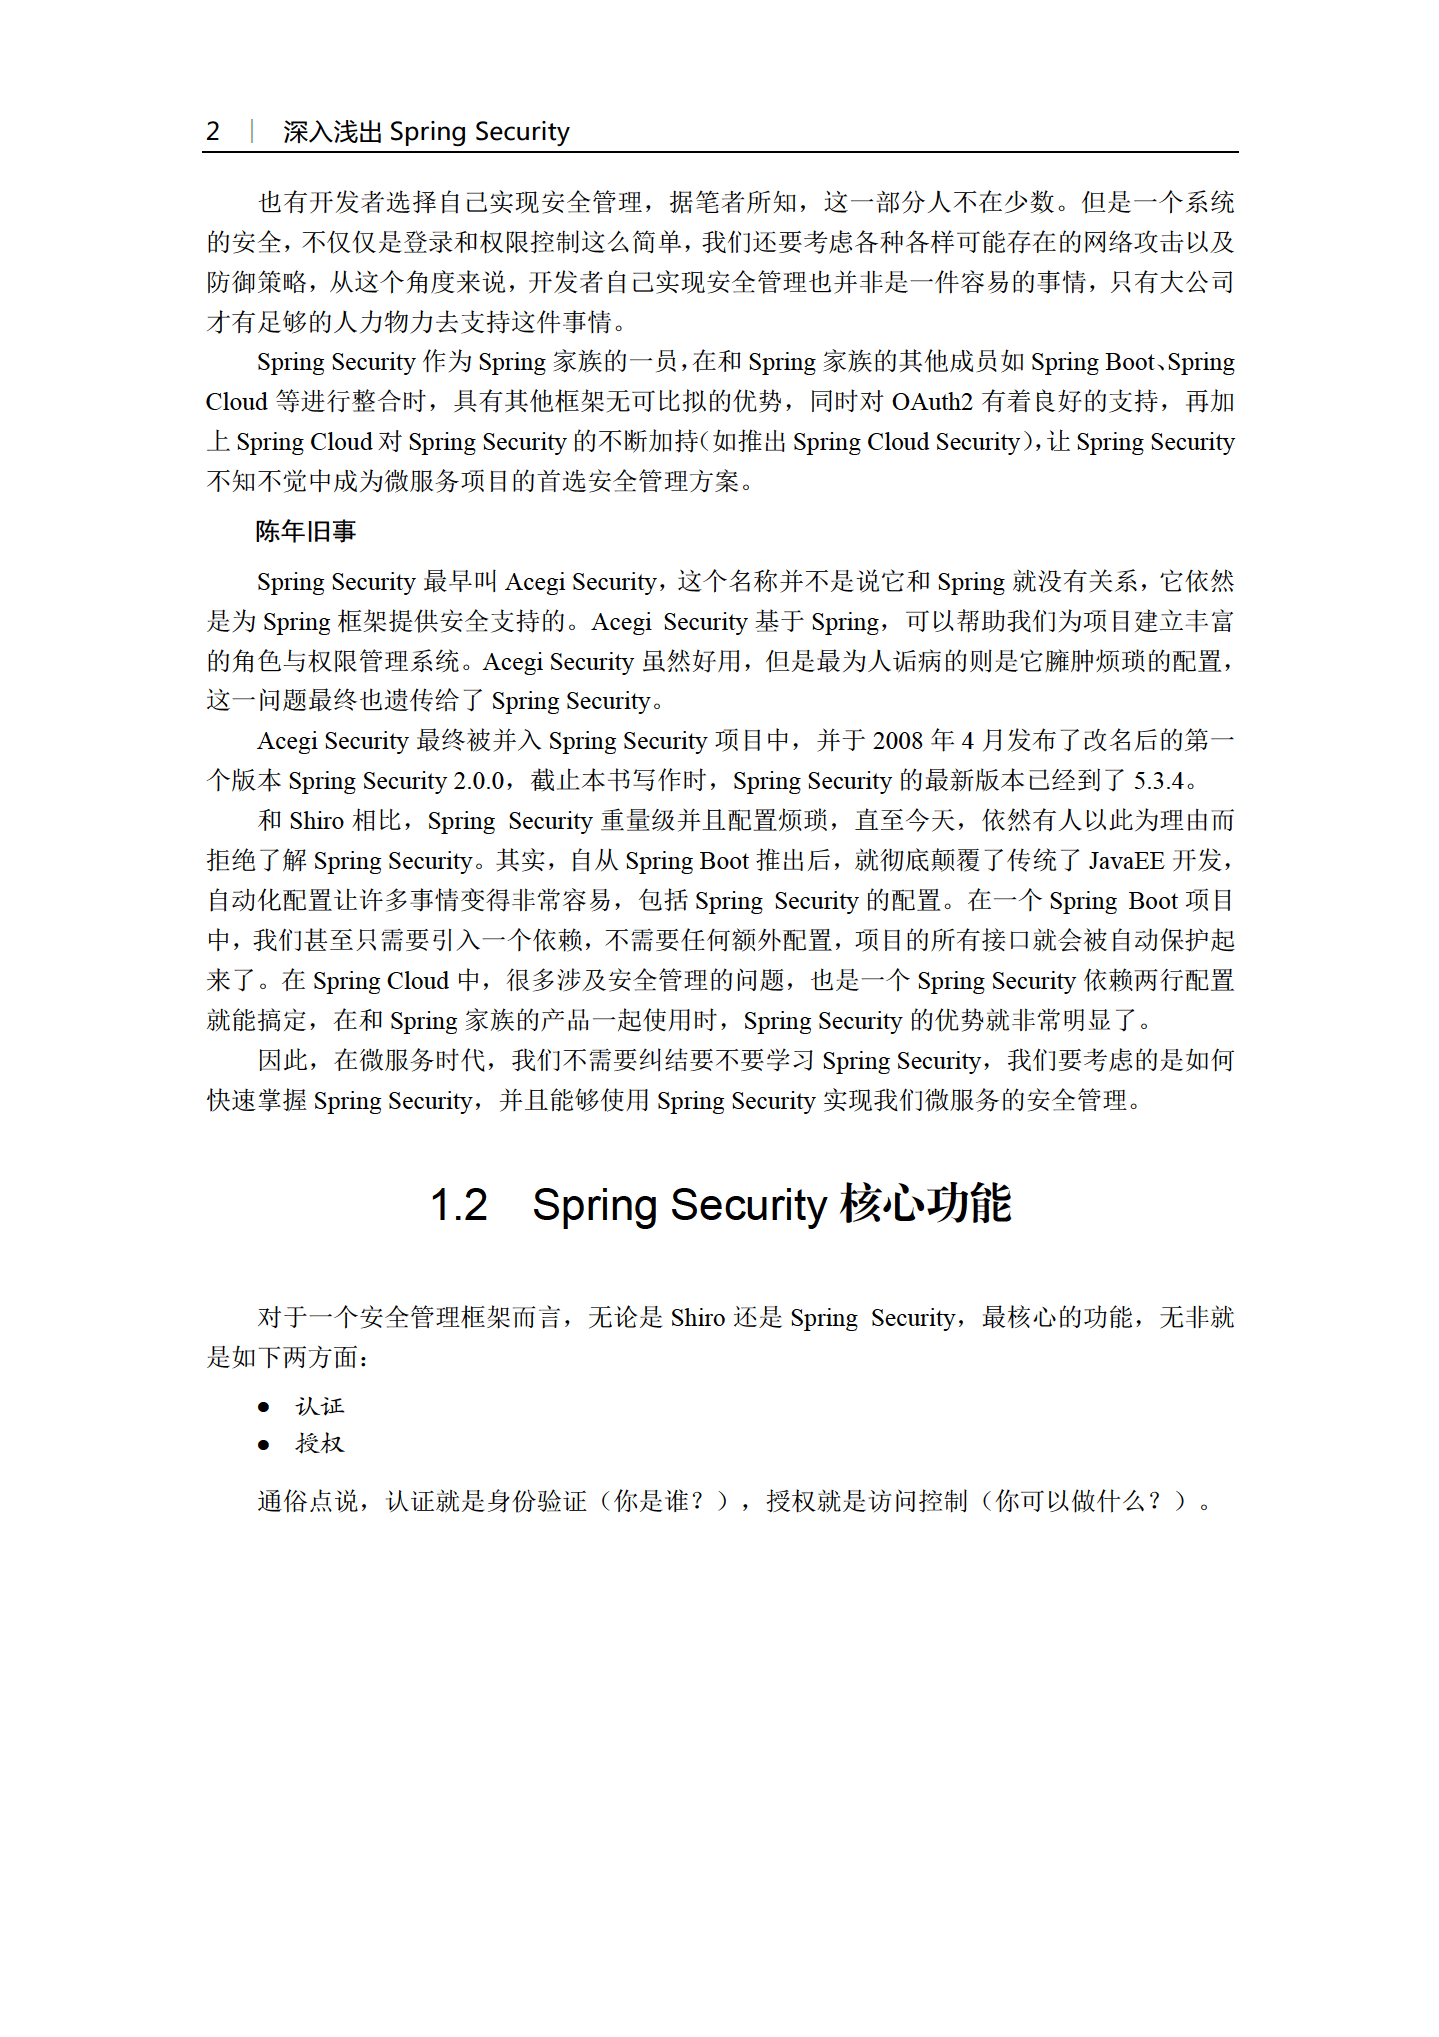 2 | 深入浅出 Spring Security
也有开发者选择自己实现安全管理，据笔者所知，这一部分人不在少数。但是一个系统
的安全，不仅仅是登录和权限控制这么简单，我们还要考虑各种各样可能存在的网络攻击以及
防御策略，从这个角度来说，开发者自己实现安全管理也并非是一件容易的事情，只有大公司
才有足够的人力物力去支持这件事情。
Spring Security 作为 Spring 家族的一员，在和 Spring 家族的其他成员如 Spring Boot、Spring
Cloud 等进行整合时，具有其他框架无可比拟的优势，同时对 OAuth2 有着良好的支持，再加
上 Spring Cloud 对 Spring Security 的不断加持（如推出 Spring Cloud Security），让 Spring Security
不知不觉中成为微服务项目的首选安全管理方案。
陈年旧事
Spring Security 最早叫 Acegi Security，这个名称并不是说它和 Spring 就没有关系，它依然
是为 Spring 框架提供安全支持的。Acegi Security 基于 Spring，可以帮助我们为项目建立丰富
的角色与权限管理系统。Acegi Security 虽然好用，但是最为人诟病的则是它臃肿烦琐的配置，
这一问题最终也遗传给了 Spring Security。
Acegi Security 最终被并入 Spring Security 项目中，并于 2008 年 4 月发布了改名后的第一
个版本 Spring Security 2.0.0，截止本书写作时，Spring Security 的最新版本已经到了 5.3.4。
和 Shiro 相比，Spring Security 重量级并且配置烦琐，直至今天，依然有人以此为理由而
拒绝了解 Spring Security。其实，自从 Spring Boot 推出后，就彻底颠覆了传统了 JavaEE 开发，
自动化配置让许多事情变得非常容易，包括 Spring Security 的配置。在一个 Spring Boot 项目
中，我们甚至只需要引入一个依赖，不需要任何额外配置，项目的所有接口就会被自动保护起
来了。在 Spring Cloud 中，很多涉及安全管理的问题，也是一个 Spring Security 依赖两行配置
就能搞定，在和 Spring 家族的产品一起使用时，Spring Security 的优势就非常明显了。
因此，在微服务时代，我们不需要纠结要不要学习 Spring Security，我们要考虑的是如何
快速掌握 Spring Security，并且能够使用 Spring Security 实现我们微服务的安全管理。
1.2 Spring Security 核心功能
对于一个安全管理框架而言，无论是 Shiro 还是 Spring Security，最核心的功能，无非就
是如下两方面：
● 认证
● 授权
通俗点说，认证就是身份验证（你是谁？），授权就是访问控制（你可以做什么？）。